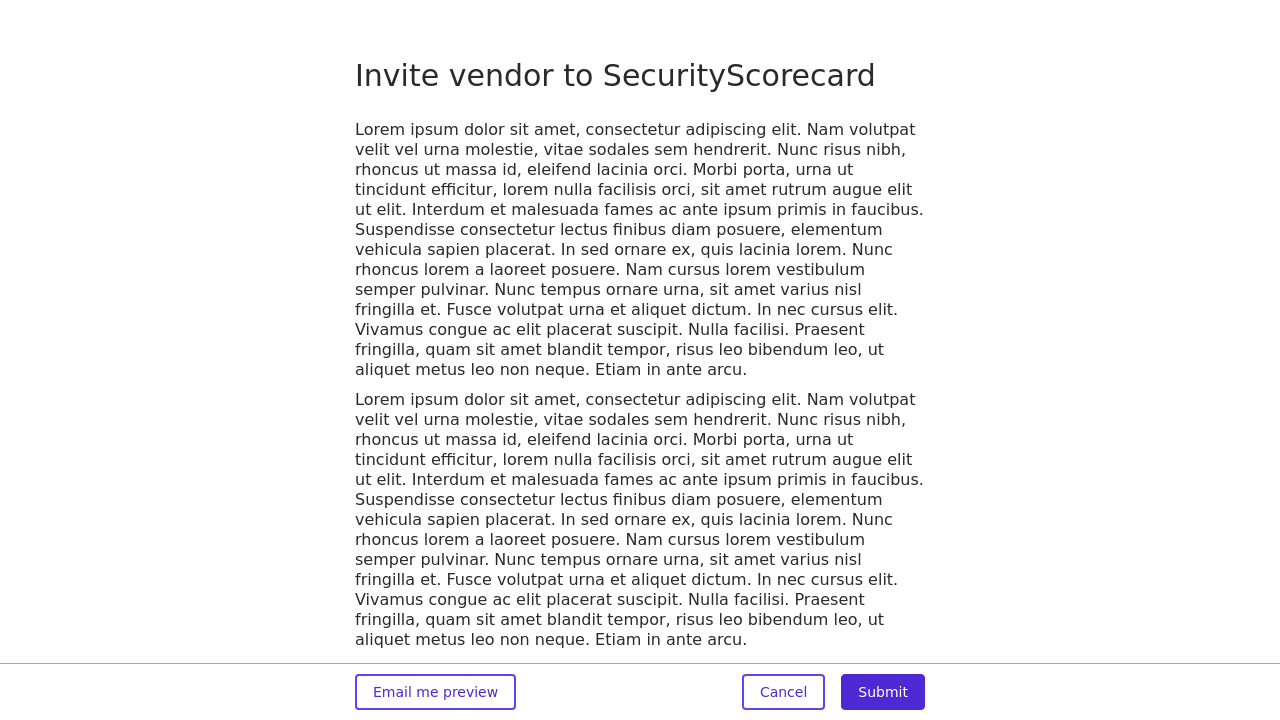 Invite vendor to SecurityScorecard
Lorem ipsum dolor sit amet, consectetur adipiscing elit. Nam volutpat
velit vel urna molestie, vitae sodales sem hendrerit. Nunc risus nibh,
rhoncus ut massa id, eleifend lacinia orci. Morbi porta, urna ut
tincidunt efficitur, lorem nulla facilisis orci, sit amet rutrum augue elit
ut elit. Interdum et malesuada fames ac ante ipsum primis in faucibus.
Suspendisse consectetur lectus finibus diam posuere, elementum
vehicula sapien placerat. In sed ornare ex, quis lacinia lorem. Nunc
rhoncus lorem a laoreet posuere. Nam cursus lorem vestibulum
semper pulvinar. Nunc tempus ornare urna, sit amet varius nisl
fringilla et. Fusce volutpat urna et aliquet dictum. In nec cursus elit.
Vivamus congue ac elit placerat suscipit. Nulla facilisi. Praesent
fringilla, quam sit amet blandit tempor, risus leo bibendum leo, ut
aliquet metus leo non neque. Etiam in ante arcu.
Lorem ipsum dolor sit amet, consectetur adipiscing elit. Nam volutpat
velit vel urna molestie, vitae sodales sem hendrerit. Nunc risus nibh,
rhoncus ut massa id, eleifend lacinia orci. Morbi porta, urna ut
tincidunt efficitur, lorem nulla facilisis orci, sit amet rutrum augue elit
ut elit. Interdum et malesuada fames ac ante ipsum primis in faucibus.
Suspendisse consectetur lectus finibus diam posuere, elementum
vehicula sapien placerat. In sed ornare ex, quis lacinia lorem. Nunc
rhoncus lorem a laoreet posuere. Nam cursus lorem vestibulum
semper pulvinar. Nunc tempus ornare urna, sit amet varius nisl
fringilla et. Fusce volutpat urna et aliquet dictum. In nec cursus elit.
Vivamus congue ac elit placerat suscipit. Nulla facilisi. Praesent
fringilla, quam sit amet blandit tempor, risus leo bibendum leo, ut
aliquet metus leo non neque. Etiam in ante arcu.
Email me preview Cancel Submit